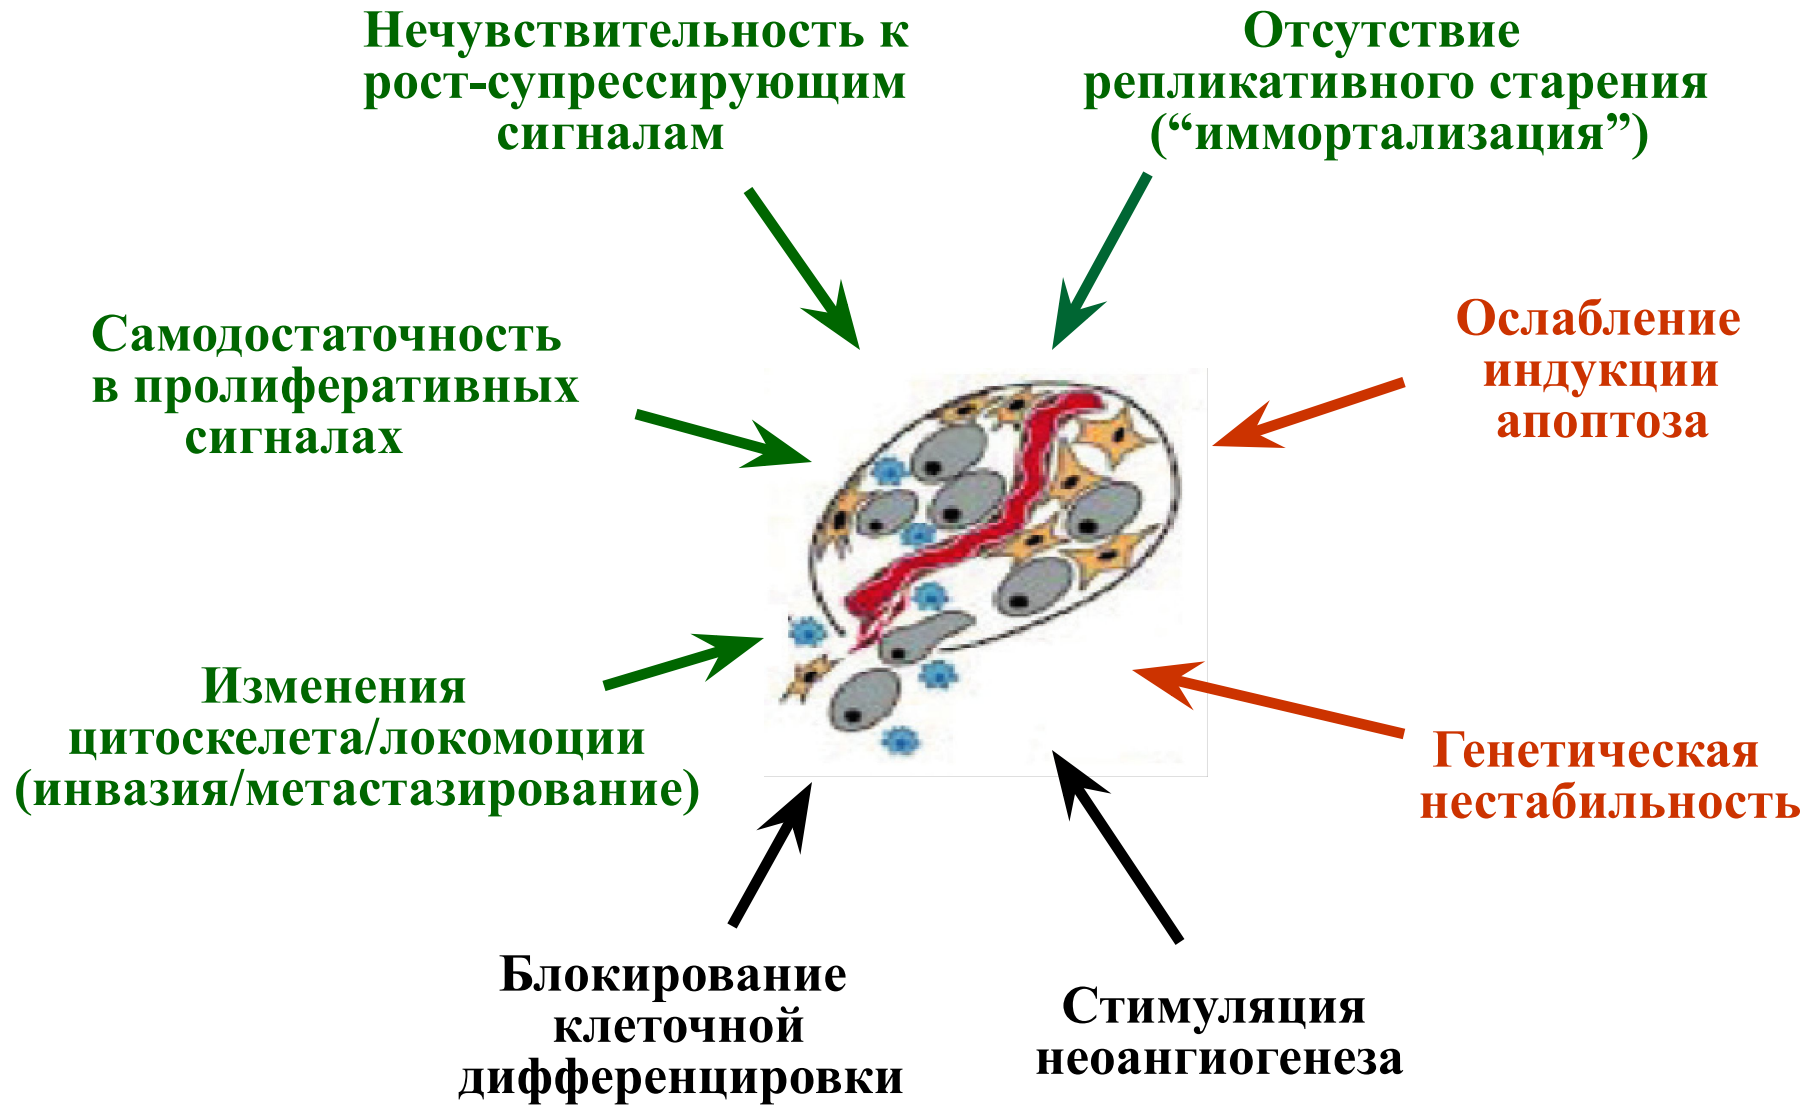 Нечувствительность к
рост-супрессирующим
сигналам
Отсутствие
репликативного старения
(“иммортализация”)
Самодостаточность
в пролиферативных
сигналах
Ослабление
индукции
апоптоза
Изменения
цитоскелета/локомоции
(инвазия/метастазирование)
Генетическая
нестабильность
Блокирование
клеточной
дифференцировки
Стимуляция
неоангиогенеза